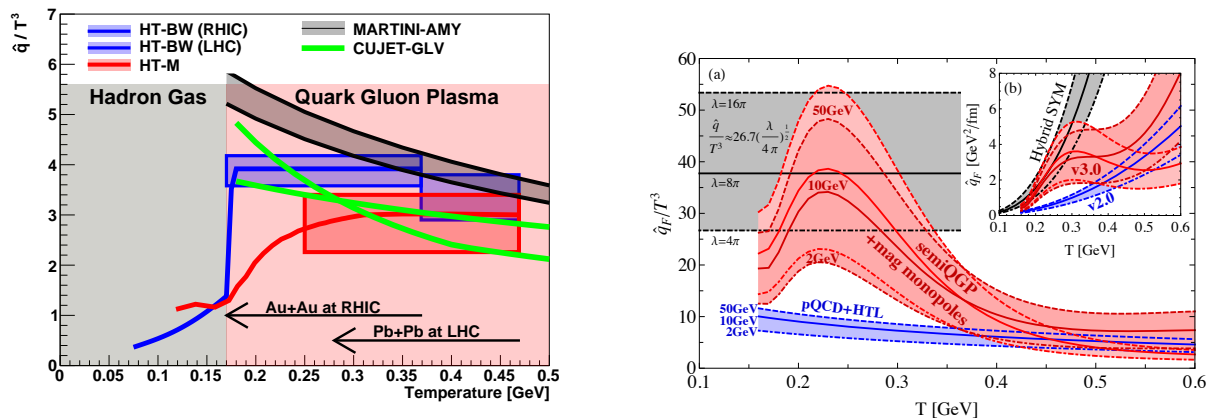 q̂ / T³
7
6
5
4
3
2
1
0
HT-BW (RHIC)
HT-BW (LHC)
HT-M
MARTINI-AMY
CUJET-GLV
Hadron Gas
Quark Gluon Plasma
Au+Au at RHIC
Pb+Pb at LHC
0 0.05 0.1 0.15 0.2 0.25 0.3 0.35 0.4 0.45 0.5
Temperature [GeV]
60
50
40
30
20
10
0
q̂_F/T³
(a)
λ=16π
q̂/T³≈26.7(λ/4π)^½
λ=8π
λ=4π
50GeV
10GeV
2GeV
semiQGP
+mag monopoles
pQCD+HTL
50GeV
10GeV
2GeV
0.1 0.2 0.3 0.4 0.5 0.6
T [GeV]
8
6
4
2
0
q̂_F [GeV²/fm]
(b)
Hybrid SYM
v3.0
v2.0
0.1 0.2 0.3 0.4 0.5 0.6
T [GeV]